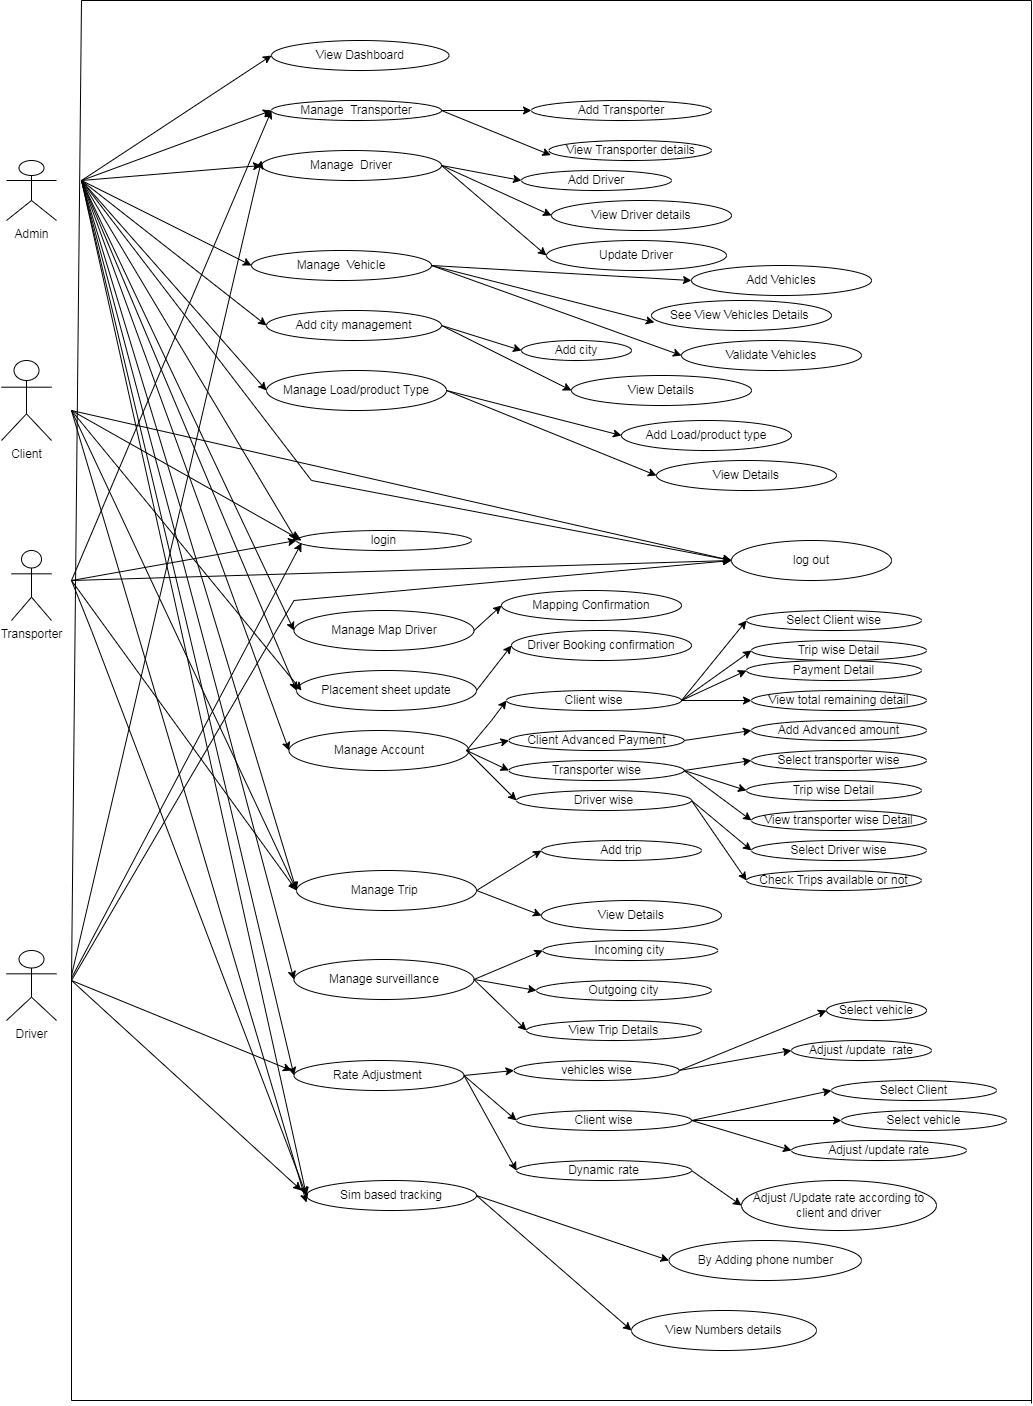 View Dashboard
Manage  Transporter
Add Transporter
View Transporter details
Manage  Driver
Add Driver
View Driver details
Update Driver
Admin
Manage  Vehicle
Add Vehicles
See View Vehicles Details
Validate Vehicles
Add city management
Add city
View Details
Manage Load/product Type
Add Load/product type
View Details
Client
login
log out
Transporter
Manage Map Driver
Mapping Confirmation
Placement sheet update
Driver Booking confirmation
Manage Account
Client wise
Select Client wise
Trip wise Detail
Payment Detail
View total remaining detail
Client Advanced Payment
Add Advanced amount
Transporter wise
Select transporter wise
Trip wise Detail
View transporter wise Detail
Driver wise
Select Driver wise
Check Trips available or not
Manage Trip
Add trip
View Details
Driver
Manage surveillance
Incoming city
Outgoing city
View Trip Details
Rate Adjustment
vehicles wise
Select vehicle
Adjust /update  rate
Client wise
Select Client
Select vehicle
Adjust /update rate
Dynamic rate
Adjust /Update rate according to
client and driver
Sim based tracking
By Adding phone number
View Numbers details